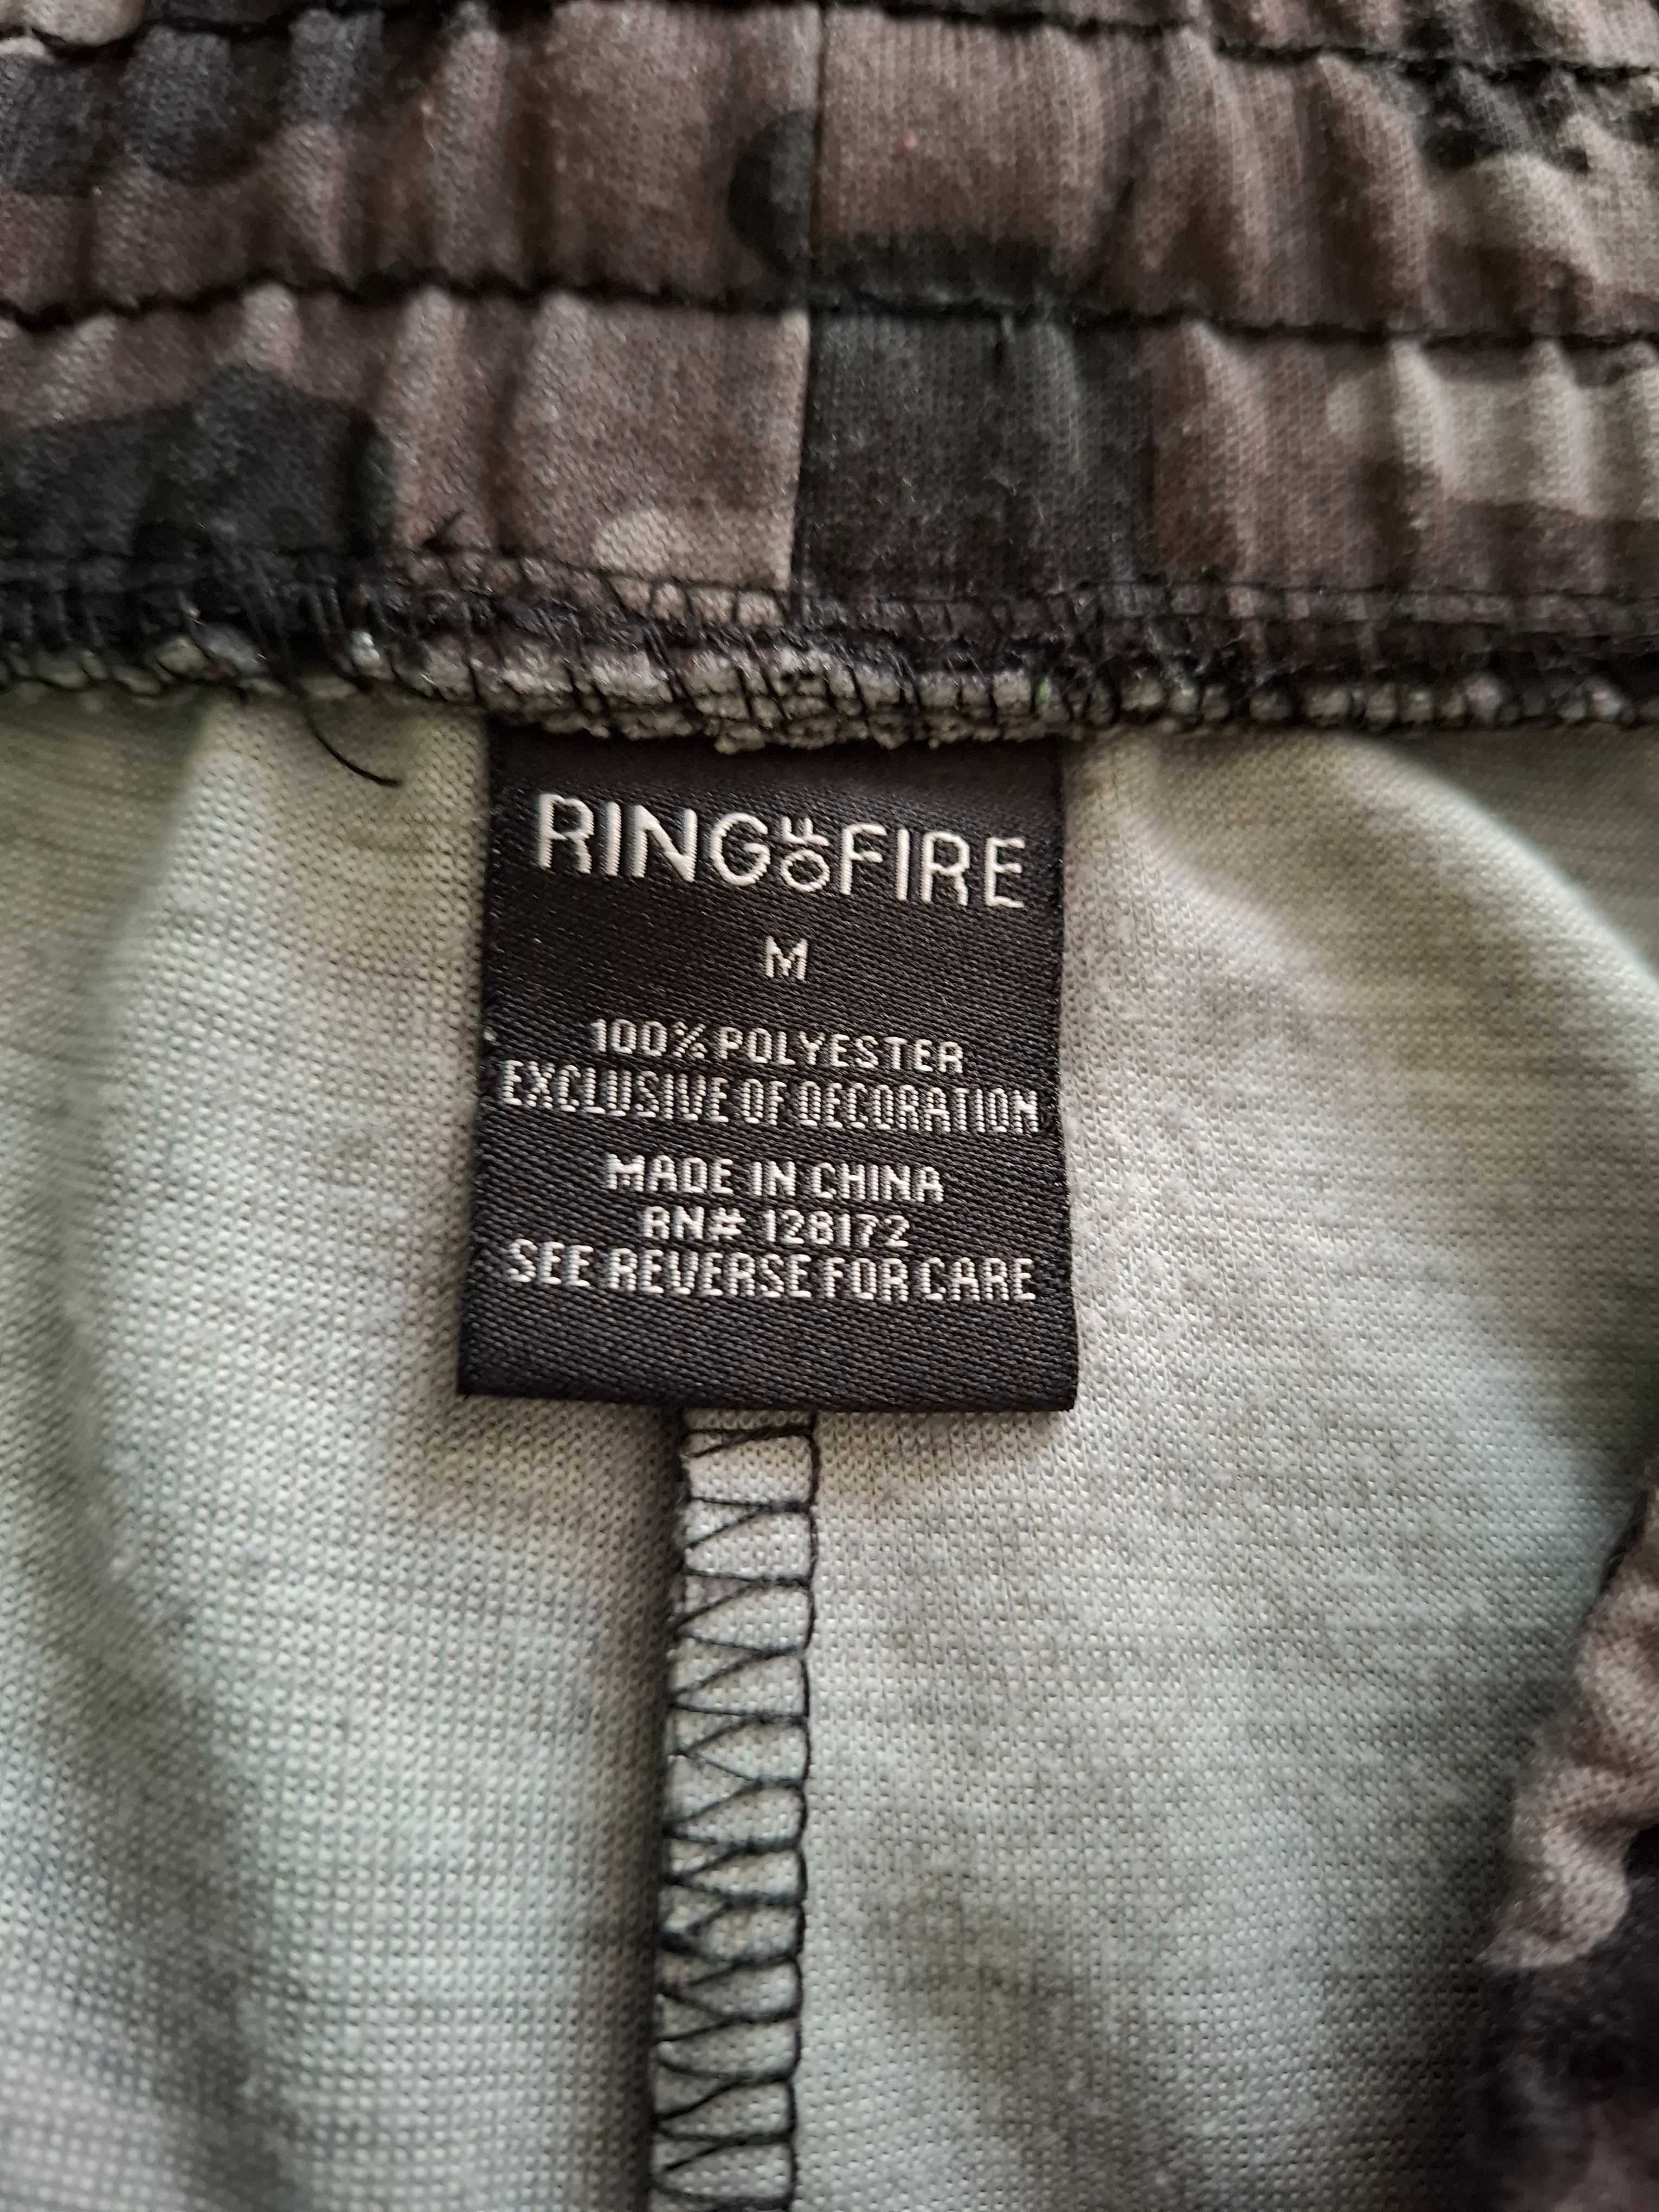 RING OF FIRE
M
100% POLYESTER
EXCLUSIVE OF DECORATION
MADE IN CHINA
RN# 128172
SEE REVERSE FOR CARE